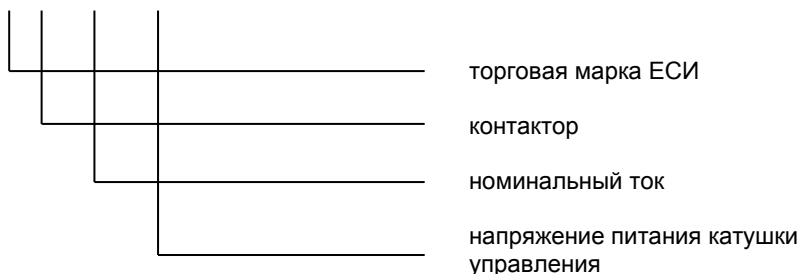 торговая марка ЕСИ
контактор
номинальный ток
напряжение питания катушки
управления